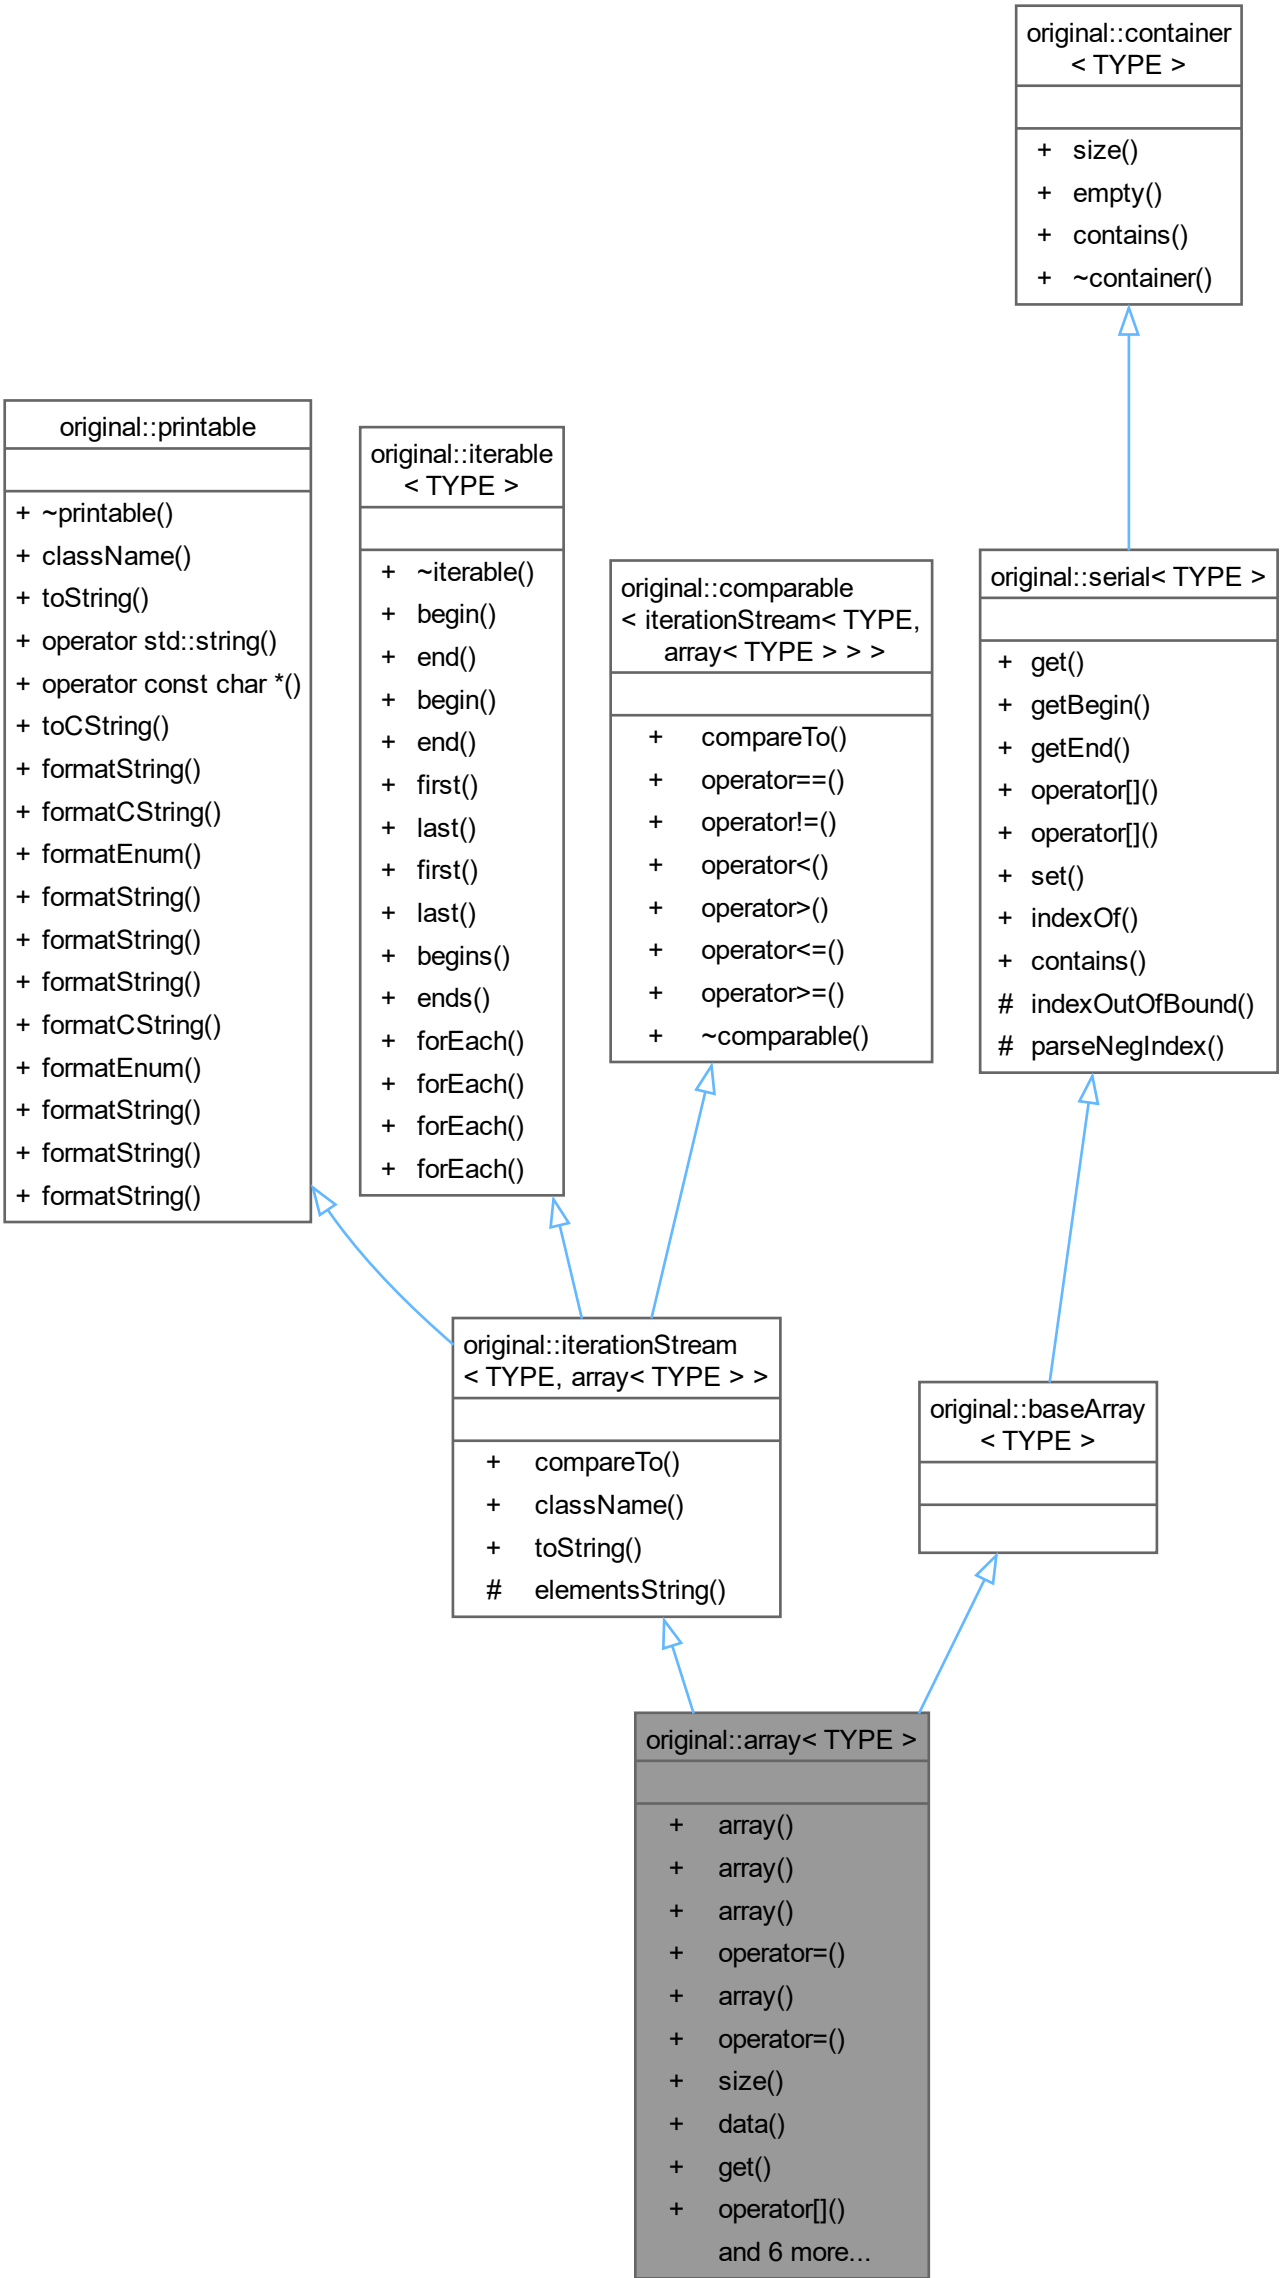 original::container
< TYPE >
+ size()
+ empty()
+ contains()
+ ~container()
original::printable
+ ~printable()
+ className()
+ toString()
+ operator std::string()
+ operator const char *()
+ toCString()
+ formatString()
+ formatCString()
+ formatEnum()
+ formatString()
+ formatString()
+ formatString()
+ formatCString()
+ formatEnum()
+ formatString()
+ formatString()
+ formatString()
original::iterable
< TYPE >
+ ~iterable()
+ begin()
+ end()
+ begin()
+ end()
+ first()
+ last()
+ first()
+ last()
+ begins()
+ ends()
+ forEach()
+ forEach()
+ forEach()
+ forEach()
original::comparable
< iterationStream< TYPE,
array< TYPE > > >
+ compareTo()
+ operator==()
+ operator!=()
+ operator<()
+ operator>()
+ operator<=()
+ operator>=()
+ ~comparable()
original::serial< TYPE >
+ get()
+ getBegin()
+ getEnd()
+ operator[]()
+ operator[]()
+ set()
+ indexOf()
+ contains()
# indexOutOfBound()
# parseNegIndex()
original::iterationStream
< TYPE, array< TYPE > >
+ compareTo()
+ className()
+ toString()
# elementsString()
original::baseArray
< TYPE >
original::array< TYPE >
+ array()
+ array()
+ array()
+ operator=()
+ array()
+ operator=()
+ size()
+ data()
+ get()
+ operator[]()
and 6 more...